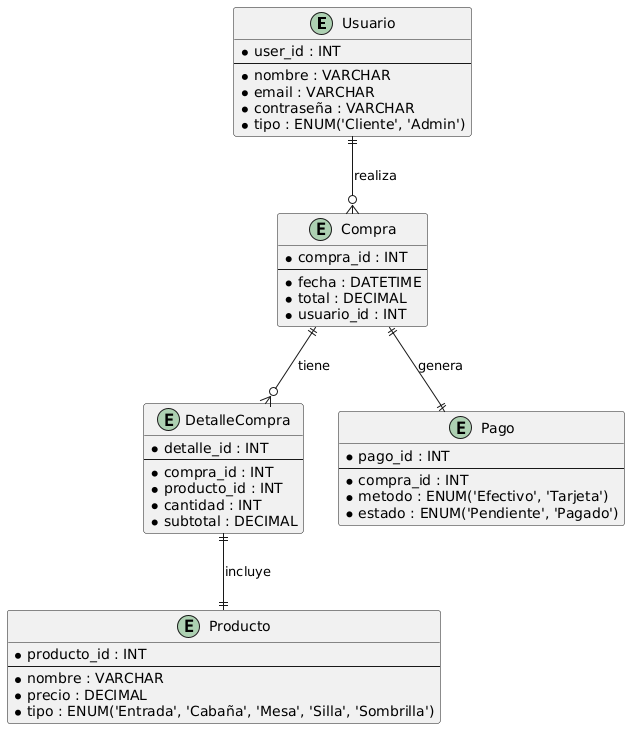 E Usuario
user_id : INT
nombre : VARCHAR
email : VARCHAR
contraseña : VARCHAR
tipo : ENUM('Cliente', 'Admin')
realiza
E Compra
compra_id : INT
fecha : DATETIME
total : DECIMAL
usuario_id : INT
tiene
genera
E DetalleCompra
detalle_id : INT
compra_id : INT
producto_id : INT
cantidad : INT
subtotal : DECIMAL
E Pago
pago_id : INT
compra_id : INT
metodo : ENUM('Efectivo', 'Tarjeta')
estado : ENUM('Pendiente', 'Pagado')
incluye
E Producto
producto_id : INT
nombre : VARCHAR
precio : DECIMAL
tipo : ENUM('Entrada', 'Cabaña', 'Mesa', 'Silla', 'Sombrilla')